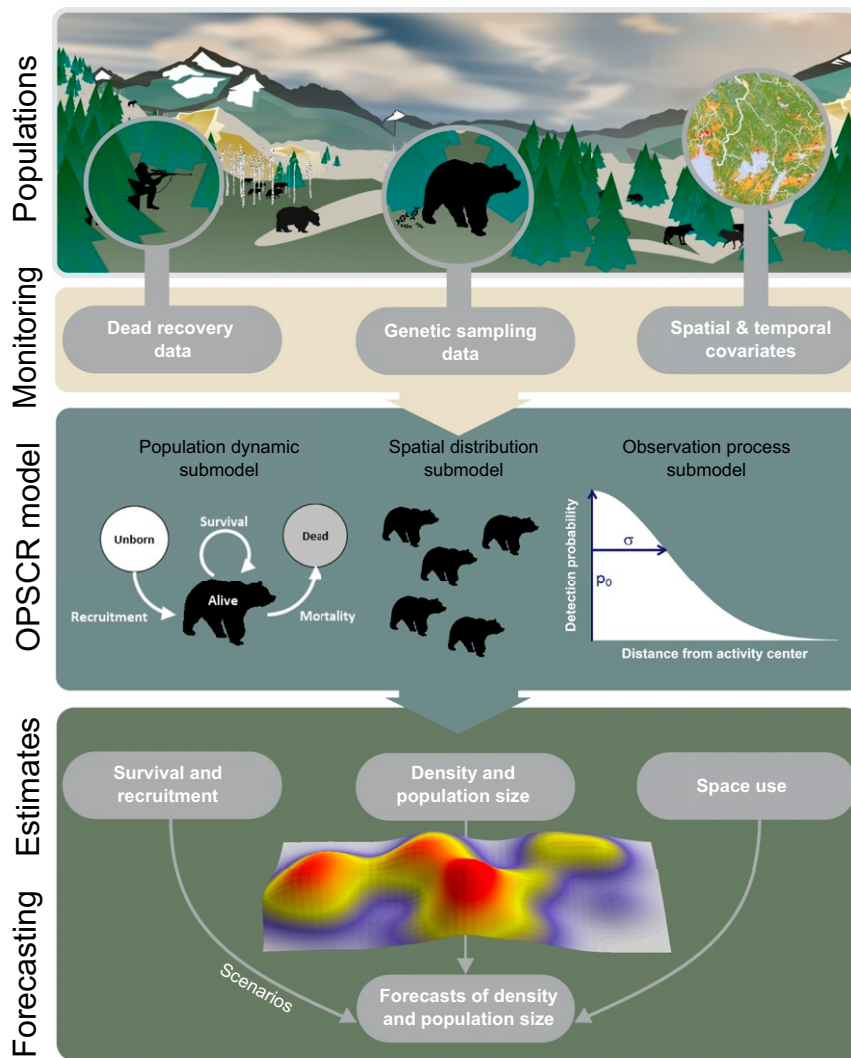 Populations
Monitoring
Dead recovery
data
Genetic sampling
data
Spatial & temporal
covariates
OPSCR model
Population dynamic
submodel
Spatial distribution
submodel
Observation process
submodel
Unborn
Survival
Dead
Alive
Recruitment
Mortality
Detection probability
σ
p₀
Distance from activity center
Estimates
Survival and
recruitment
Density and
population size
Space use
Forecasting
Scenarios
Forecasts of density
and population size